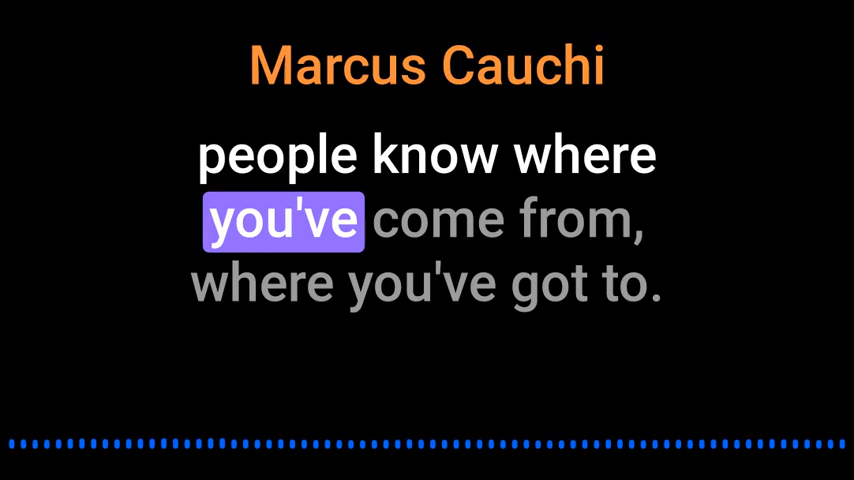 Marcus Cauchi
people know where
you've come from,
where you've got to.